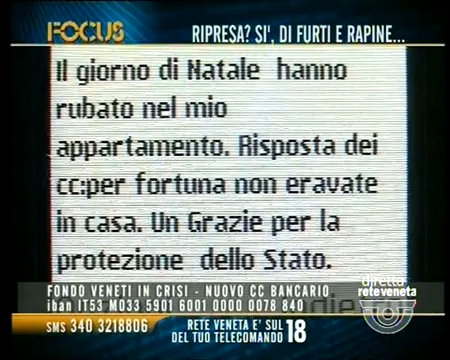 FOCUS
RIPRESA? SI', DI FURTI E RAPINE...
Il giorno di Natale hanno
rubato nel mio
appartamento. Risposta dei
cc:per fortuna non eravate
in casa. Un Grazie per la
protezione dello Stato.
diretta
reteveneta
FONDO VENETI IN CRISI - NUOVO CC BANCARIO
iban IT53 M033 5901 6001 0000 0078 840
SMS 340 3218806
RETE VENETA E' SUL
DEL TUO TELECOMANDO
18